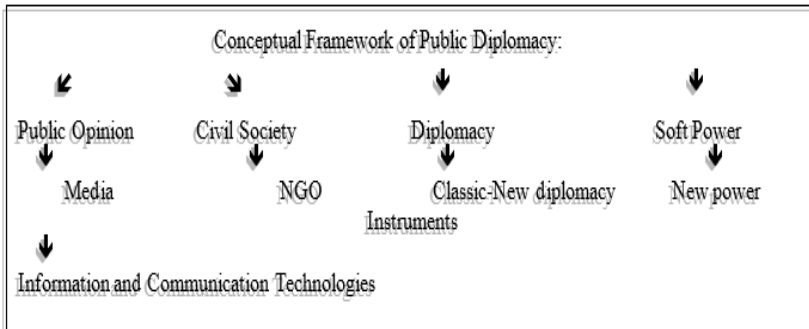 Conceptual Framework of Public Diplomacy:
Public Opinion Civil Society Diplomacy Soft Power
Media NGO Classic-New diplomacy New power
Instruments
Information and Communication Technologies